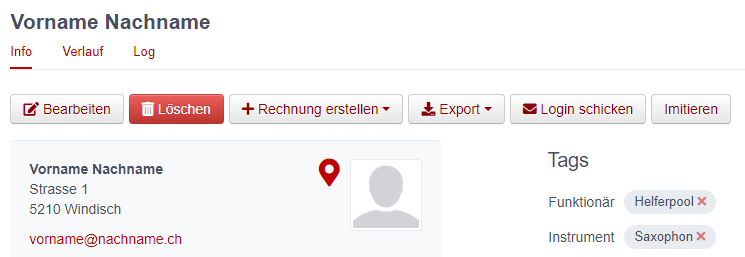 Vorname Nachname
Info Verlauf Log
Bearbeiten Löschen Rechnung erstellen Export Login schicken Imitieren
Vorname Nachname
Strasse 1
5210 Windisch
vorname@nachname.ch
Tags
Funktionär Helferpool
Instrument Saxophon